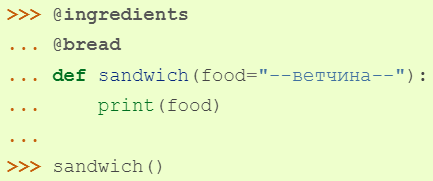 >>> @ingredients
... @bread
... def sandwich(food="--ветчина--"):
...     print(food)
...
>>> sandwich()